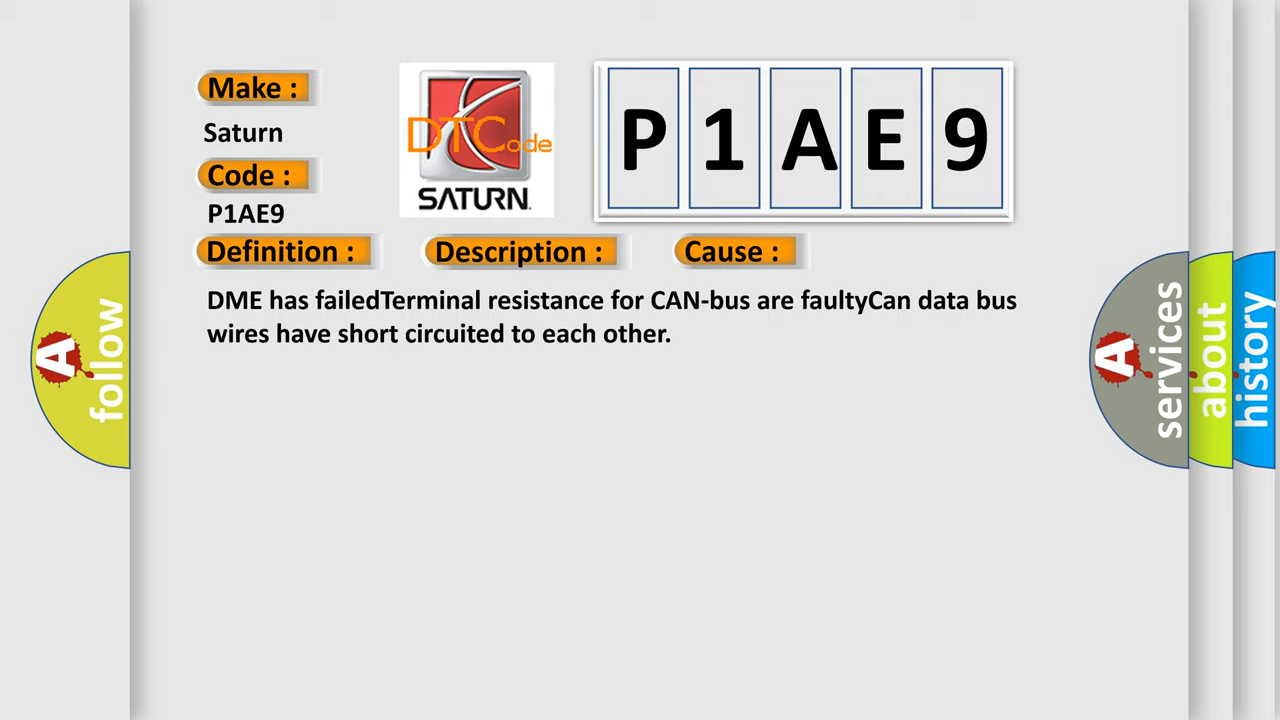 Make :
Saturn
Code :
P1AE9
DTCode
SATURN
P 1 A E 9
Definition :
Description :
Cause :
DME has failedTerminal resistance for CAN-bus are faultyCan data bus
wires have short circuited to each other.
A follow
A services
about
history